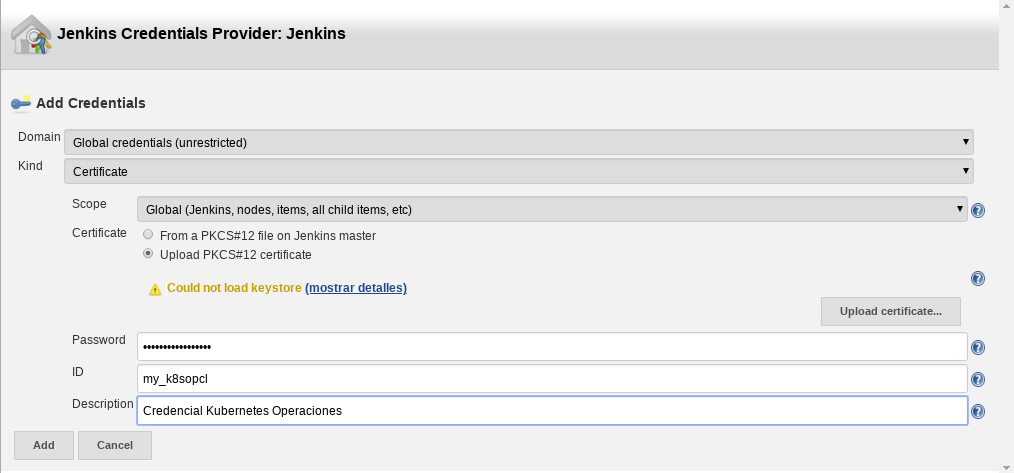 Jenkins Credentials Provider: Jenkins
Add Credentials
Domain Global credentials (unrestricted)
Kind Certificate
Scope Global (Jenkins, nodes, items, all child items, etc)
Certificate From a PKCS#12 file on Jenkins master
Upload PKCS#12 certificate
Could not load keystore (mostrar detalles)
Upload certificate...
Password •••••••••••••••••
ID my_k8sopcl
Description Credencial Kubernetes Operaciones
Add Cancel